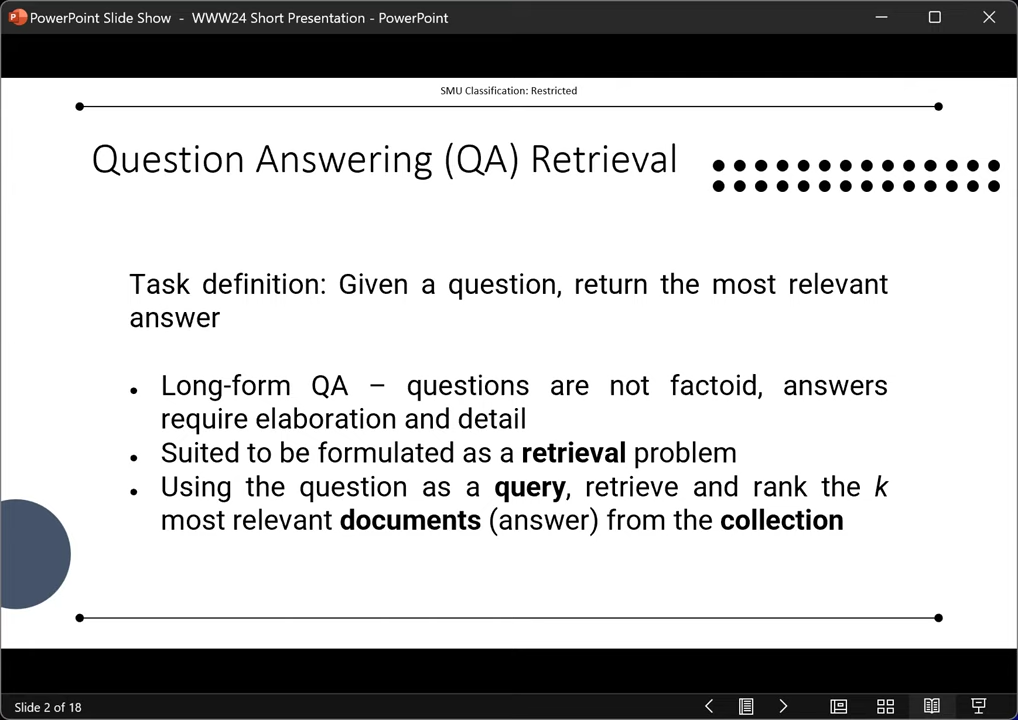 PowerPoint Slide Show - WWW24 Short Presentation - PowerPoint
SMU Classification: Restricted
Question Answering (QA) Retrieval
Task definition: Given a question, return the most relevant
answer
• Long-form QA – questions are not factoid, answers
require elaboration and detail
• Suited to be formulated as a retrieval problem
• Using the question as a query, retrieve and rank the k
most relevant documents (answer) from the collection
Slide 2 of 18